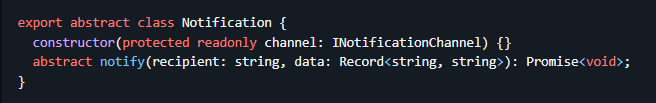 export abstract class Notification {
  constructor(protected readonly channel: INotificationChannel) {}
  abstract notify(recipient: string, data: Record<string, string>): Promise<void>;
}